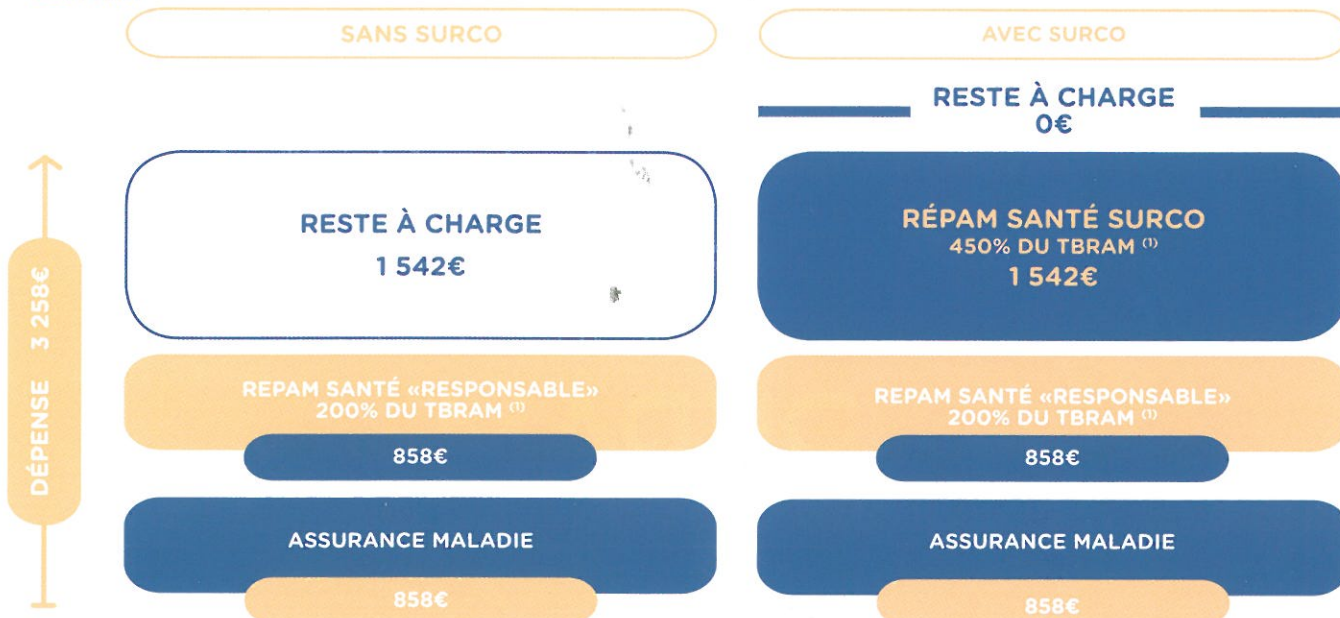 SANS SURCO
AVEC SURCO
RESTE À CHARGE
0€
DÉPENSE 3 258€
RESTE À CHARGE
1 542€
RÉPAM SANTÉ SURCO
450% DU TBRAM (1)
1 542€
REPAM SANTÉ «RESPONSABLE»
200% DU TBRAM (1)
858€
REPAM SANTÉ «RESPONSABLE»
200% DU TBRAM (1)
858€
ASSURANCE MALADIE
858€
ASSURANCE MALADIE
858€